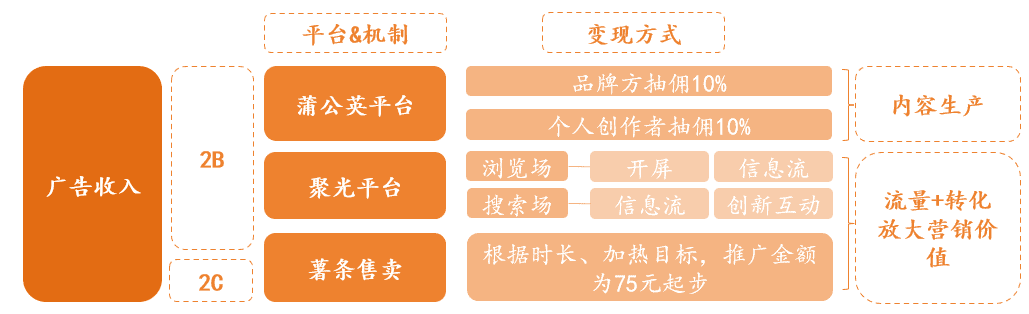 平台&机制
变现方式
广告收入
2B
2C
蒲公英平台
品牌方抽佣10%
个人创作者抽佣10%
内容生产
聚光平台
浏览场
开屏
信息流
搜索场
信息流
创新互动
薯条售卖
根据时长、加热目标，推广金额
为75元起步
流量+转化
放大营销价
值